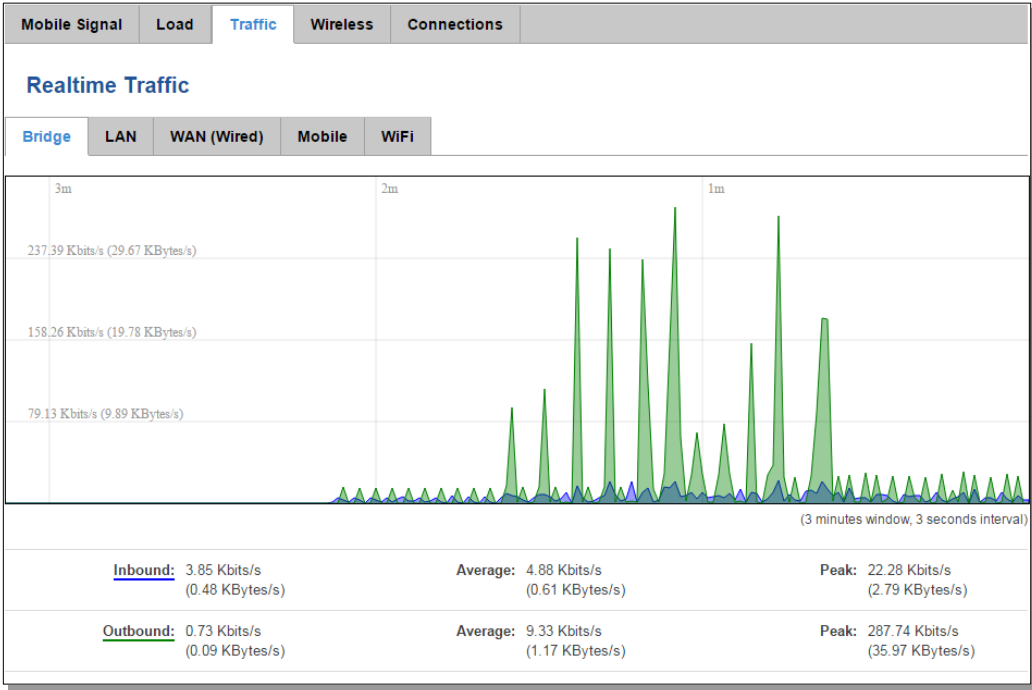 Mobile Signal Load Traffic Wireless Connections
Realtime Traffic
Bridge LAN WAN (Wired) Mobile WiFi
3m 2m 1m
237.39 Kbits/s (29.67 KBytes/s)
158.26 Kbits/s (19.78 KBytes/s)
79.13 Kbits/s (9.89 KBytes/s)
(3 minutes window, 3 seconds interval)
Inbound: 3.85 Kbits/s Average: 4.88 Kbits/s Peak: 22.28 Kbits/s
(0.48 KBytes/s) (0.61 KBytes/s) (2.79 KBytes/s)
Outbound: 0.73 Kbits/s Average: 9.33 Kbits/s Peak: 287.74 Kbits/s
(0.09 KBytes/s) (1.17 KBytes/s) (35.97 KBytes/s)